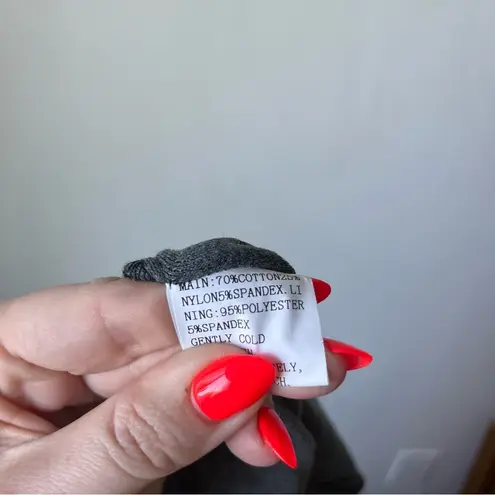 MAIN:70%COTTON25%
NYLON5%SPANDEX.LI
NING:95%POLYESTER
5%SPANDEX
GENTLY COLD